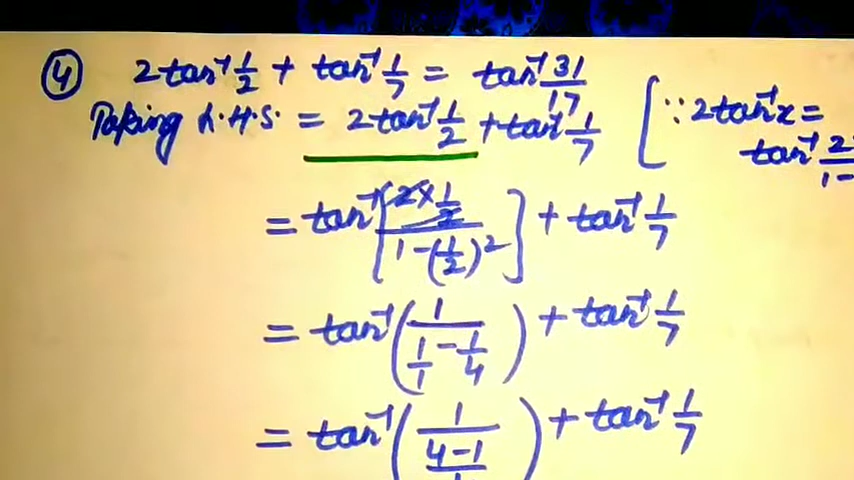 ④ 2tan⁻¹ 1/2 + tan⁻¹ 1/7 = tan⁻¹ 31/17
Taking L.H.S. = 2tan⁻¹ 1/2 + tan⁻¹ 1/7 [∵ 2tan⁻¹x =
tan⁻¹ 2
1-
= tan⁻¹[(2×1/2)/(1-(1/2)²)] + tan⁻¹ 1/7
= tan⁻¹(1/(1/1 - 1/4)) + tan⁻¹ 1/7
= tan⁻¹(1/(4-1 + tan⁻¹ 1/7